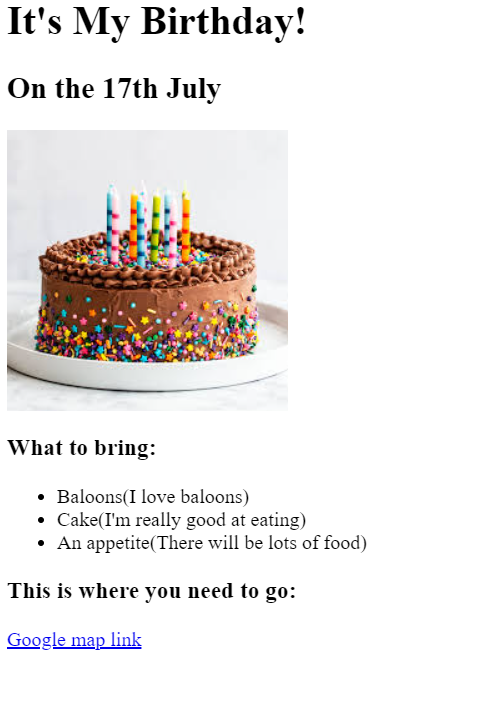 It's My Birthday!
On the 17th July
What to bring:
Baloons(I love baloons)
Cake(I'm really good at eating)
An appetite(There will be lots of food)
This is where you need to go:
Google map link